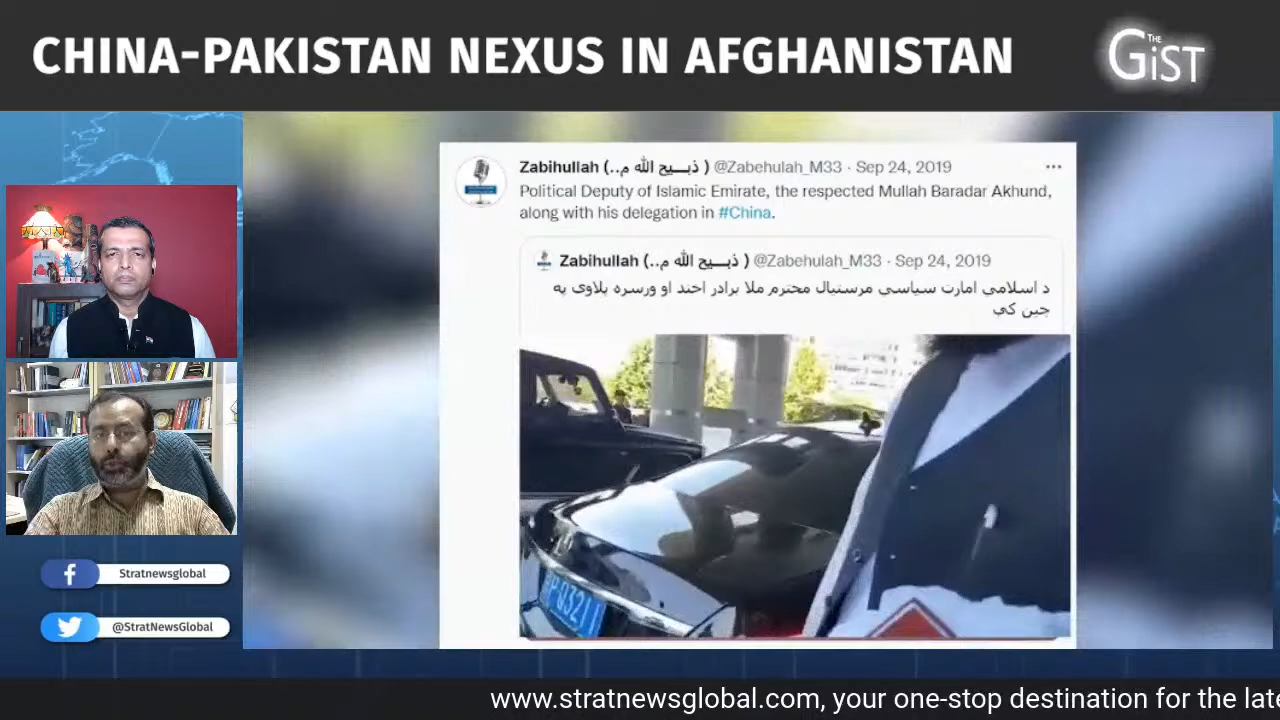 CHINA-PAKISTAN NEXUS IN AFGHANISTAN
THE
GiST
Zabihullah (..ذبـــیح الله م ) @Zabehulah_M33 · Sep 24, 2019
Political Deputy of Islamic Emirate, the respected Mullah Baradar Akhund,
along with his delegation in #China.
Zabihullah (..ذبـــیح الله م ) @Zabehulah_M33 · Sep 24, 2019
د اسلامي امارت سیاسي مرستیال محترم ملا برادر اخند او ورسره پلاوی په
چین کې
Stratnewsglobal
@StratNewsGlobal
www.stratnewsglobal.com, your one-stop destination for the late